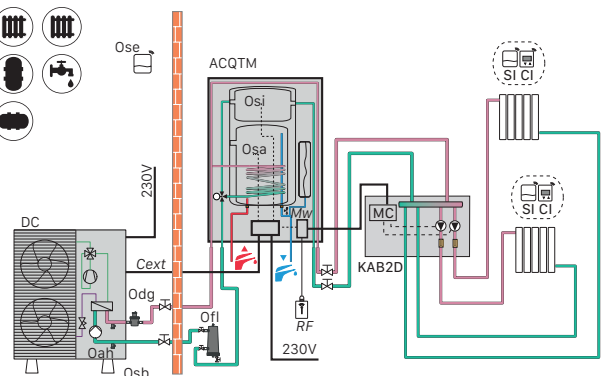 Ose
ACQTM
Osi
Osa
230V
DC
Cext
Odg
Oah
Osb
Ofl
Mw
RF
230V
MC
KAB2D
SI CI
SI CI